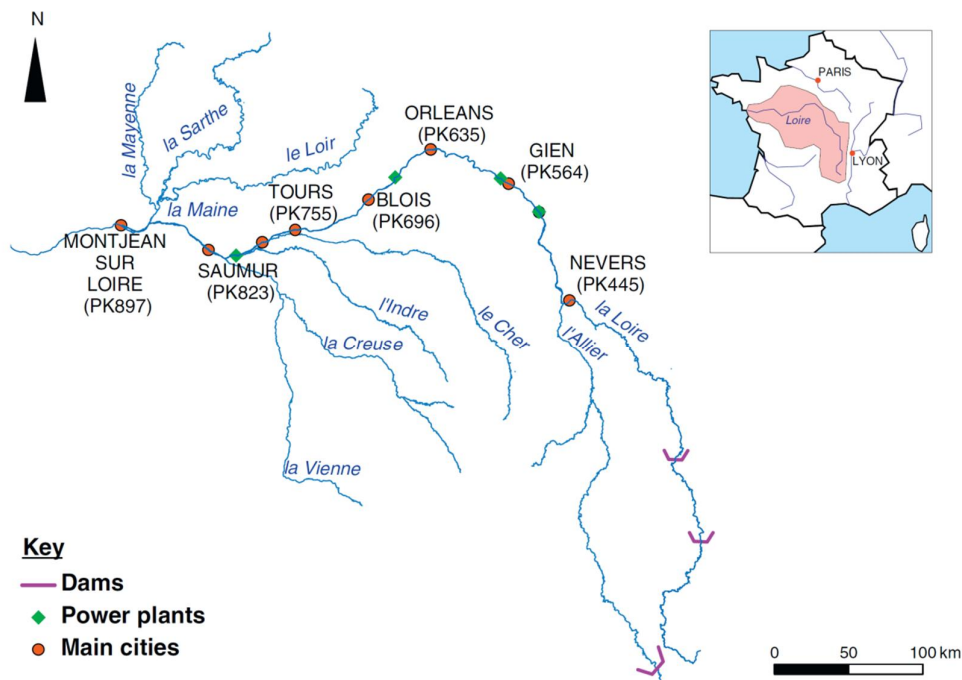 N
la Mayenne
la Sarthe
le Loir
la Maine
MONTJEAN
SUR
LOIRE
(PK897)
SAUMUR
(PK823)
TOURS
(PK755)
BLOIS
(PK696)
ORLEANS
(PK635)
GIEN
(PK564)
NEVERS
(PK445)
la Loire
l'Allier
le Cher
l'Indre
la Creuse
la Vienne
PARIS
Loire
LYON
Key
Dams
Power plants
Main cities
0 50 100 km